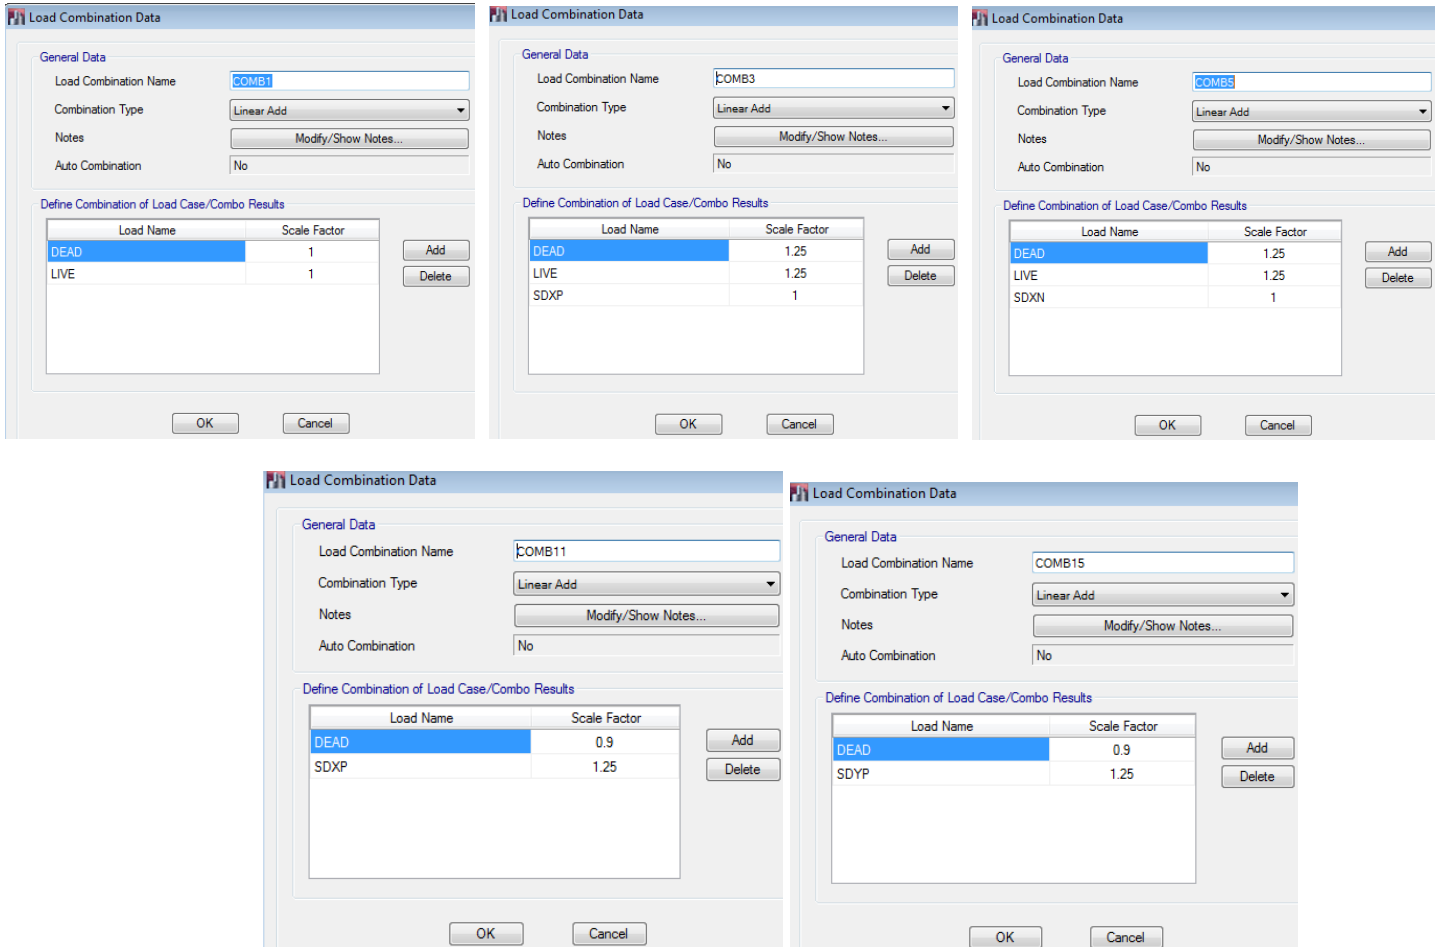 Load Combination Data
General Data
Load Combination Name COMB1
Combination Type Linear Add
Notes Modify/Show Notes...
Auto Combination No
Define Combination of Load Case/Combo Results
Load Name Scale Factor
DEAD 1 Add
LIVE 1 Delete
OK Cancel
Load Combination Data
General Data
Load Combination Name COMB3
Combination Type Linear Add
Notes Modify/Show Notes...
Auto Combination No
Define Combination of Load Case/Combo Results
Load Name Scale Factor
DEAD 1.25 Add
LIVE 1.25 Delete
SDXP 1
OK Cancel
Load Combination Data
General Data
Load Combination Name COMB5
Combination Type Linear Add
Notes Modify/Show Notes...
Auto Combination No
Define Combination of Load Case/Combo Results
Load Name Scale Factor
DEAD 1.25 Add
LIVE 1.25 Delete
SDXN 1
OK Cancel
Load Combination Data
General Data
Load Combination Name COMB11
Combination Type Linear Add
Notes Modify/Show Notes...
Auto Combination No
Define Combination of Load Case/Combo Results
Load Name Scale Factor
DEAD 0.9 Add
SDXP 1.25 Delete
OK Cancel
Load Combination Data
General Data
Load Combination Name COMB15
Combination Type Linear Add
Notes Modify/Show Notes...
Auto Combination No
Define Combination of Load Case/Combo Results
Load Name Scale Factor
DEAD 0.9 Add
SDYP 1.25 Delete
OK Cancel